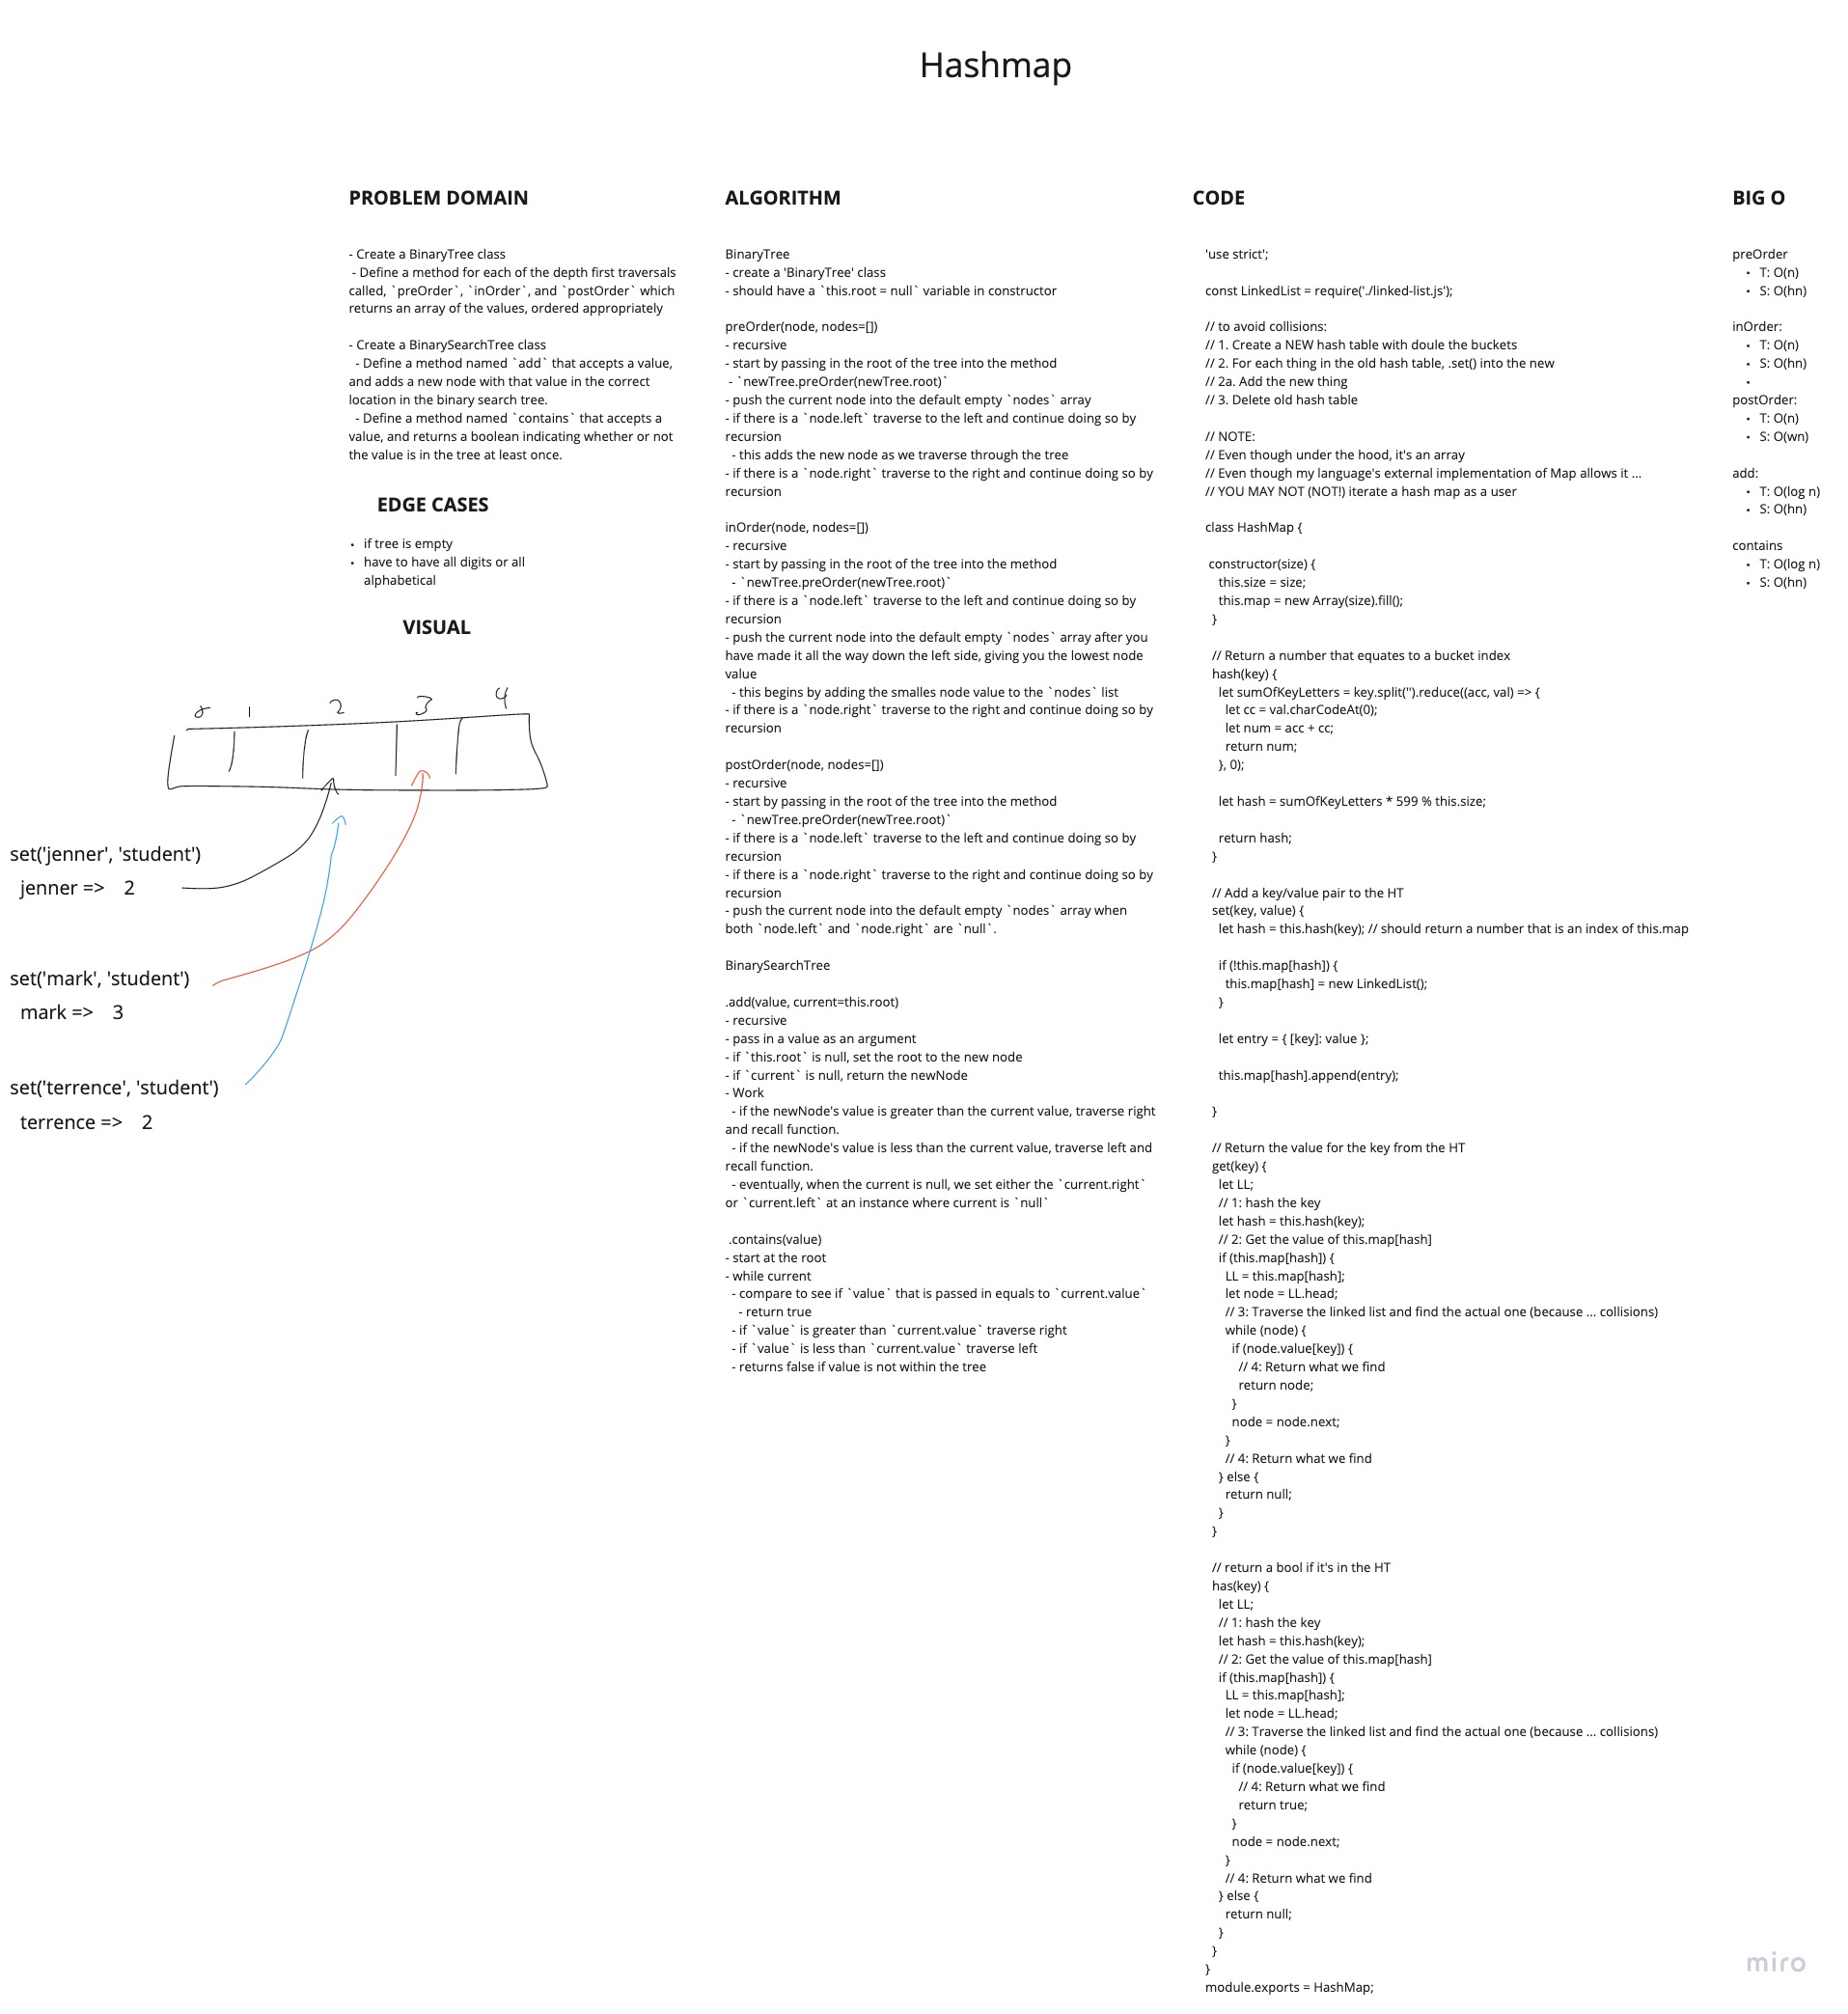 Hashmap
PROBLEM DOMAIN
- Create a BinaryTree class
- Define a method for each of the depth first traversals
called, `preOrder`, `inOrder`, and `postOrder` which
returns an array of the values, ordered appropriately
- Create a BinarySearchTree class
- Define a method named `add` that accepts a value,
and adds a new node with that value in the correct
location in the binary search tree.
- Define a method named `contains` that accepts a
value, and returns a boolean indicating whether or not
the value is in the tree at least once.
EDGE CASES
• if tree is empty
• have to have all digits or all
alphabetical
VISUAL
0 1 2 3 4
set('jenner', 'student')
jenner => 2
set('mark', 'student')
mark => 3
set('terrence', 'student')
terrence => 2
ALGORITHM
BinaryTree
- create a 'BinaryTree' class
- should have a `this.root = null` variable in constructor
preOrder(node, nodes=[])
- recursive
- start by passing in the root of the tree into the method
- `newTree.preOrder(newTree.root)`
- push the current node into the default empty `nodes` array
- if there is a `node.left` traverse to the left and continue doing so by
recursion
- this adds the new node as we traverse through the tree
- if there is a `node.right` traverse to the right and continue doing so by
recursion
inOrder(node, nodes=[])
- recursive
- start by passing in the root of the tree into the method
- `newTree.preOrder(newTree.root)`
- if there is a `node.left` traverse to the left and continue doing so by
recursion
- push the current node into the default empty `nodes` array after you
have made it all the way down the left side, giving you the lowest node
value
- this begins by adding the smalles node value to the `nodes` list
- if there is a `node.right` traverse to the right and continue doing so by
recursion
postOrder(node, nodes=[])
- recursive
- start by passing in the root of the tree into the method
- `newTree.preOrder(newTree.root)`
- if there is a `node.left` traverse to the left and continue doing so by
recursion
- if there is a `node.right` traverse to the right and continue doing so by
recursion
- push the current node into the default empty `nodes` array when
both `node.left` and `node.right` are `null`.
BinarySearchTree
.add(value, current=this.root)
- recursive
- pass in a value as an argument
- if `this.root` is null, set the root to the new node
- if `current` is null, return the newNode
- Work
- if the newNode's value is greater than the current value, traverse right
and recall function.
- if the newNode's value is less than the current value, traverse left and
recall function.
- eventually, when the current is null, we set either the `current.right`
or `current.left` at an instance where current is `null`
.contains(value)
- start at the root
- while current
- compare to see if `value` that is passed in equals to `current.value`
- return true
- if `value` is greater than `current.value` traverse right
- if `value` is less than `current.value` traverse left
- returns false if value is not within the tree
CODE
'use strict';
const LinkedList = require('./linked-list.js');
// to avoid collisions:
// 1. Create a NEW hash table with doule the buckets
// 2. For each thing in the old hash table, .set() into the new
// 2a. Add the new thing
// 3. Delete old hash table
// NOTE:
// Even though under the hood, it's an array
// Even though my language's external implementation of Map allows it ...
// YOU MAY NOT (NOT!) iterate a hash map as a user
class HashMap {
constructor(size) {
this.size = size;
this.map = new Array(size).fill();
}
// Return a number that equates to a bucket index
hash(key) {
let sumOfKeyLetters = key.split('').reduce((acc, val) => {
let cc = val.charCodeAt(0);
let num = acc + cc;
return num;
}, 0);
let hash = sumOfKeyLetters * 599 % this.size;
return hash;
}
// Add a key/value pair to the HT
set(key, value) {
let hash = this.hash(key); // should return a number that is an index of this.map
if (!this.map[hash]) {
this.map[hash] = new LinkedList();
}
let entry = { [key]: value };
this.map[hash].append(entry);
}
// Return the value for the key from the HT
get(key) {
let LL;
// 1: hash the key
let hash = this.hash(key);
// 2: Get the value of this.map[hash]
if (this.map[hash]) {
LL = this.map[hash];
let node = LL.head;
// 3: Traverse the linked list and find the actual one (because ... collisions)
while (node) {
if (node.value[key]) {
// 4: Return what we find
return node;
}
node = node.next;
}
// 4: Return what we find
} else {
return null;
}
}
// return a bool if it's in the HT
has(key) {
let LL;
// 1: hash the key
let hash = this.hash(key);
// 2: Get the value of this.map[hash]
if (this.map[hash]) {
LL = this.map[hash];
let node = LL.head;
// 3: Traverse the linked list and find the actual one (because ... collisions)
while (node) {
if (node.value[key]) {
// 4: Return what we find
return true;
}
node = node.next;
}
// 4: Return what we find
} else {
return null;
}
}
}
module.exports = HashMap;
BIG O
preOrder
• T: O(n)
• S: O(hn)
inOrder:
• T: O(n)
• S: O(hn)
•
postOrder:
• T: O(n)
• S: O(wn)
add:
• T: O(log n)
• S: O(hn)
contains
• T: O(log n)
• S: O(hn)
miro